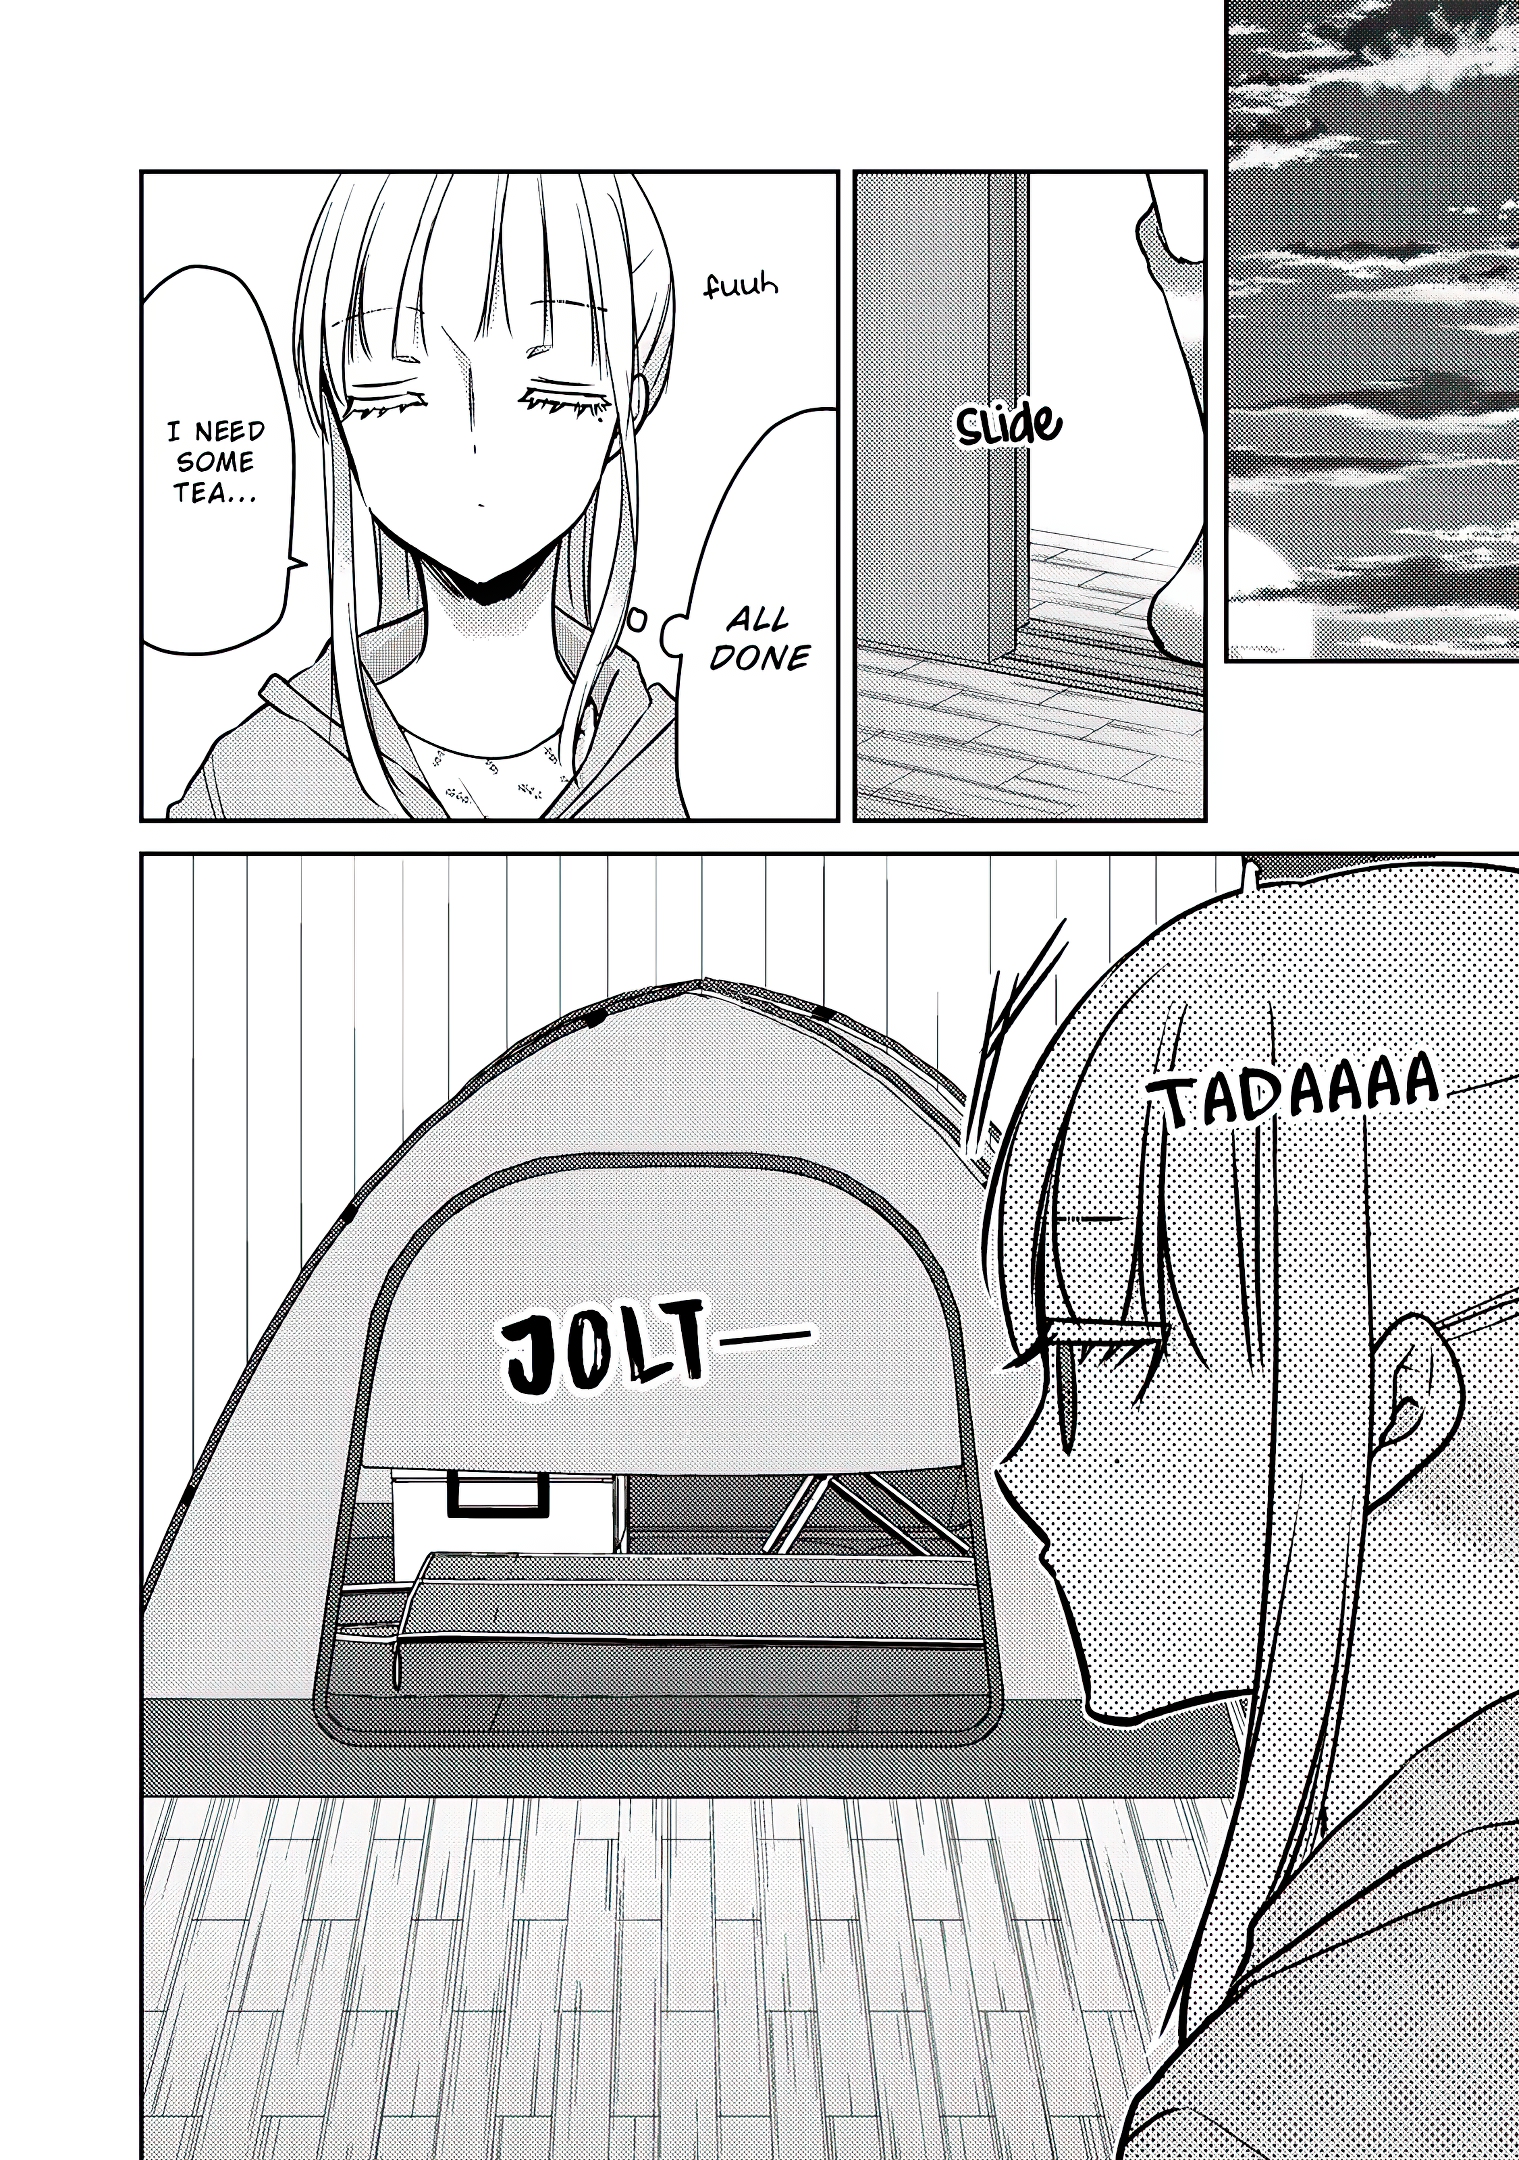 SLide
fuuh
ALL
DONE
I NEED
SOME
TEA...
TADAAAA
JOLT—